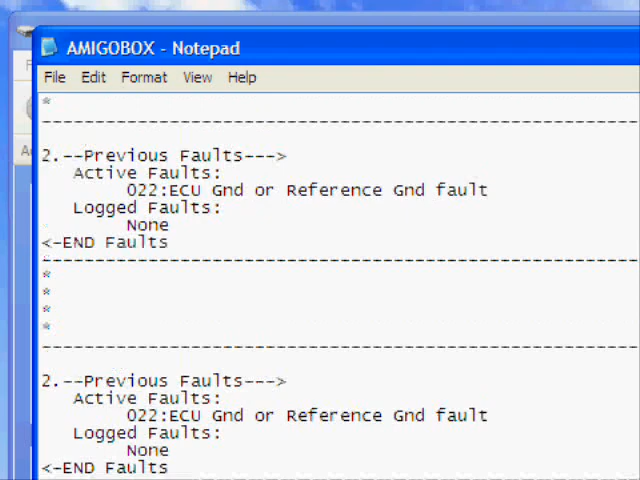 AMIGOBOX - Notepad
File Edit Format View Help
*
--------------------------------------------------------
2.--Previous Faults--->
Active Faults:
022:ECU Gnd or Reference Gnd fault
Logged Faults:
None
<-END Faults
--------------------------------------------------------
*
*
*
*
--------------------------------------------------------
2.--Previous Faults--->
Active Faults:
022:ECU Gnd or Reference Gnd fault
Logged Faults:
None
<-END Faults